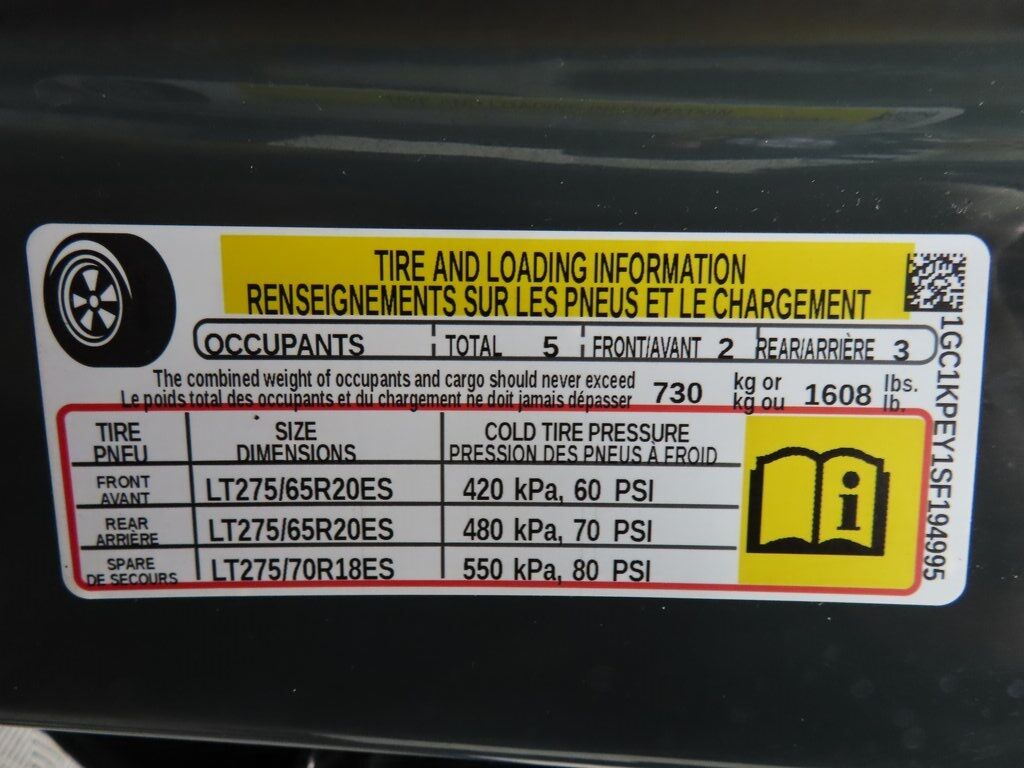 TIRE AND LOADING INFORMATION
RENSEIGNEMENTS SUR LES PNEUS ET LE CHARGEMENT
OCCUPANTS TOTAL 5 FRONT/AVANT 2 REAR/ARRIÈRE 3
The combined weight of occupants and cargo should never exceed 730 kg or 1608 lbs.
Le poids total des occupants et du chargement ne doit jamais dépasser kg ou lb.
TIRE SIZE COLD TIRE PRESSURE
PNEU DIMENSIONS PRESSION DES PNEUS À FROID
FRONT
AVANT LT275/65R20ES 420 kPa, 60 PSI
REAR
ARRIÈRE LT275/65R20ES 480 kPa, 70 PSI
SPARE
DE SECOURS LT275/70R18ES 550 kPa, 80 PSI
i
1GC1KPEY1SF194995